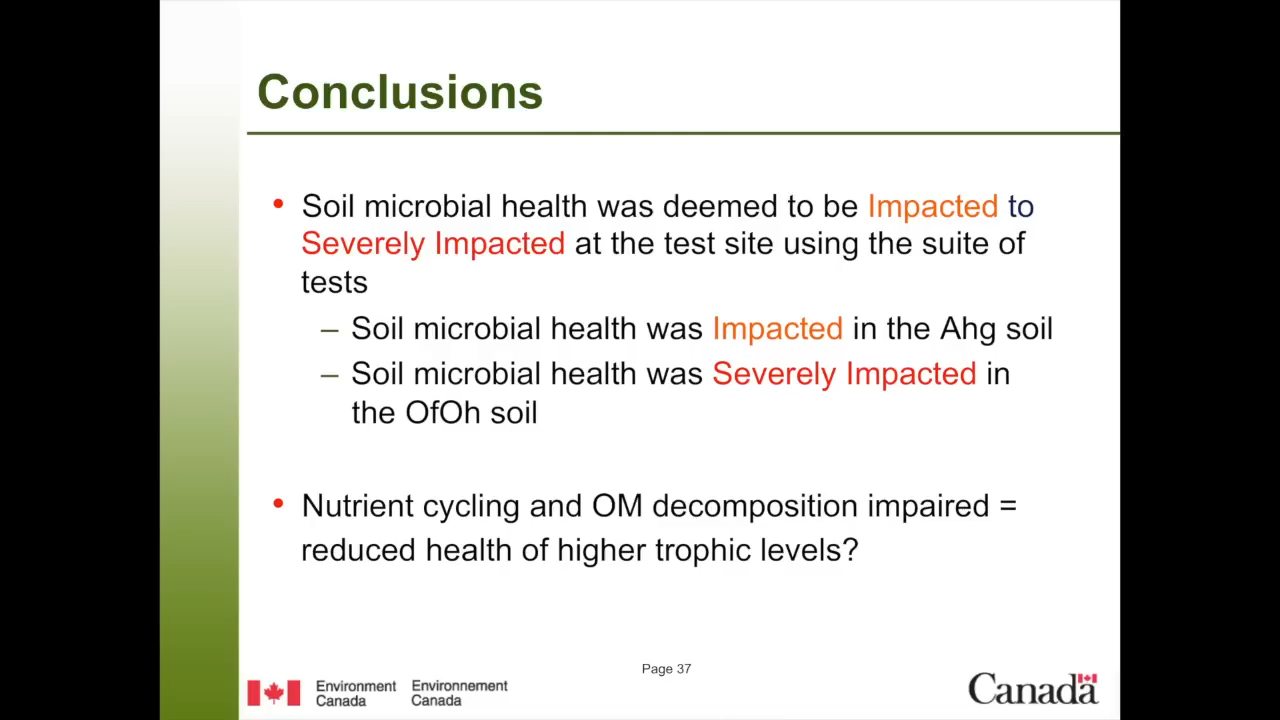 Conclusions
• Soil microbial health was deemed to be Impacted to
Severely Impacted at the test site using the suite of
tests
– Soil microbial health was Impacted in the Ahg soil
– Soil microbial health was Severely Impacted in
the OfOh soil
• Nutrient cycling and OM decomposition impaired =
reduced health of higher trophic levels?
Page 37
Environment Environnement
Canada Canada
Canada